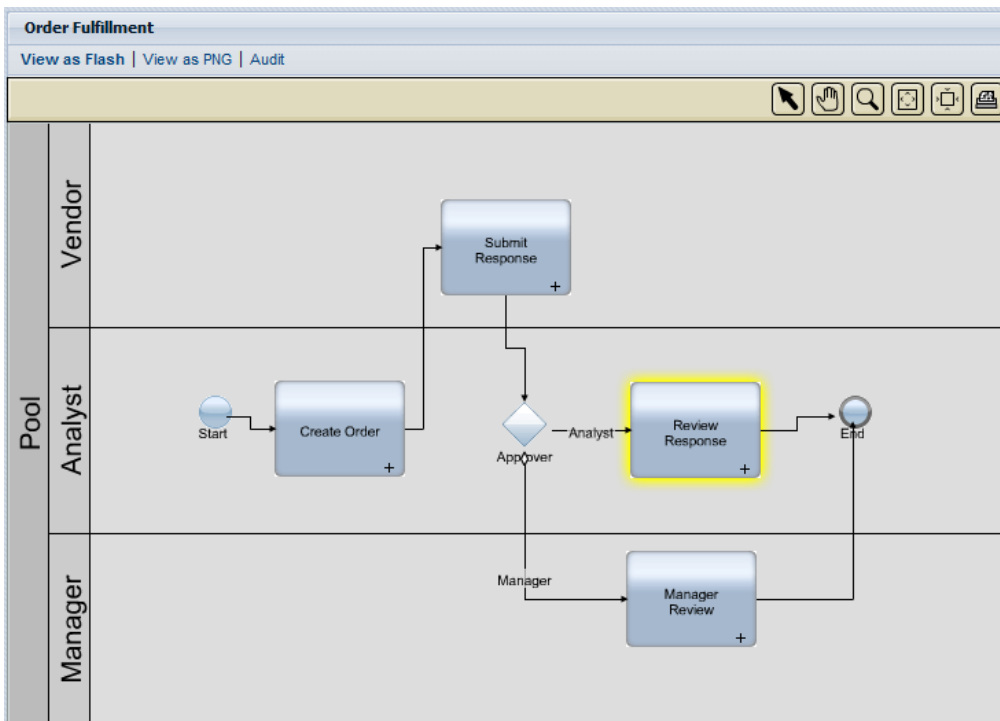 Order Fulfillment
View as Flash | View as PNG | Audit
Pool
Vendor
Submit
Response
Analyst
Start
Create Order
Approver
Analyst
Review
Response
End
Manager
Manager
Manager
Review